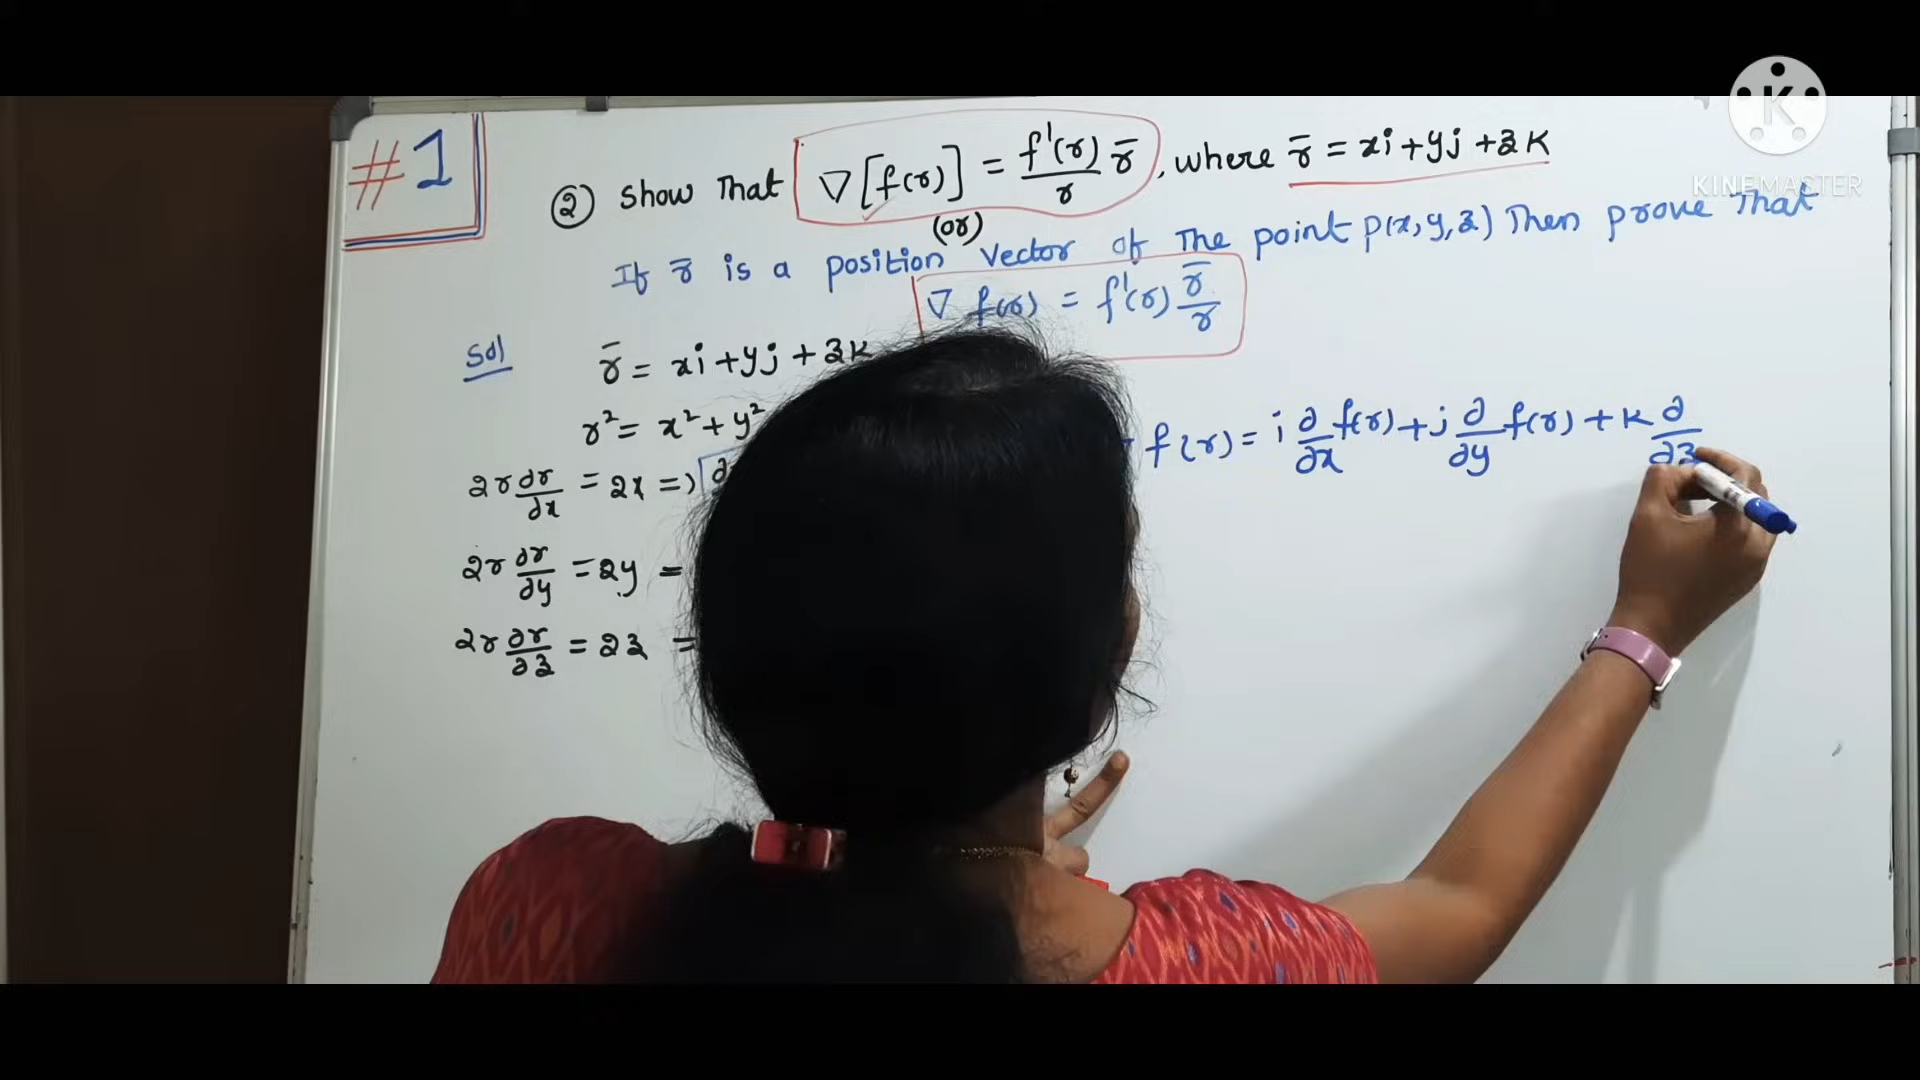 #1
② Show That ∇[f(r)] = f'(r)/r r̄, where r̄ = xi+yj+zk
(or)
If r̄ is a position vector of The point p(x,y,z) Then prove That
∇ f(r) = f'(r) r̄/r
Sol
r̄ = xi+yj+zk
r² = x²+y²
f(r) = i ∂/∂x f(r)+j ∂/∂y f(r)+k ∂/∂z
2r ∂r/∂x = 2x ⇒
2r ∂r/∂y = 2y =
2r ∂r/∂z = 2z =
K
KINEMASTER